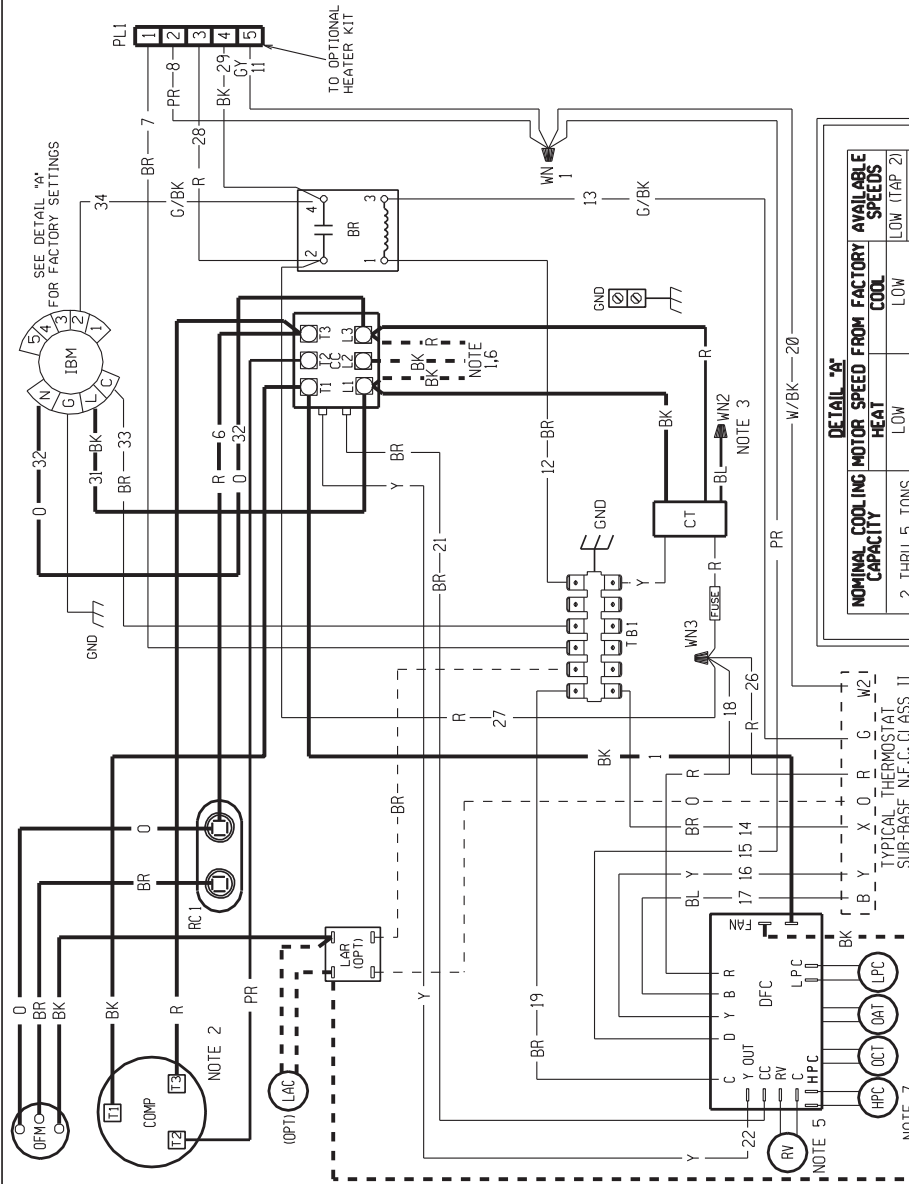 PL1
1
2
3
4
5
TO OPTIONAL
HEATER KIT
BR 7
PR 8
R 28
BK 29
GY 11
SEE DETAIL "A"
FOR FACTORY SETTINGS
34
G/BK
5
4
3
2
1
IBM
N
G
L
C
O 32
31 BK
BR 33
GND
R 6
O 32
4
2
BR
3
1
WN
1
13
G/BK
GND
T3
T2
T1
CC
L3
L2
L1
R
BK
BK
NOTE
1,6
R
BK
BL
WN2
NOTE 3
CT
Y
BR
BR 21
12 BR
GND
Y
TB1
R
FUSE
WN3
18
R 26
PR
W/BK 20
R
27
BK 1
BR
O
BR
RC1
O
BR
BK
OFM
BK
R
PR
NOTE 2
COMP
T1
T3
T2
LAR
(OPT)
(OPT)
LAC
Y
BR 19
R
O
BR 14
15
Y 16
BL 17
FAN
BK
R
B
Y
D
C
DFC
LPC
Y OUT
CC
RV
C
HPC
22
Y
RV
NOTE 5
HPC
OCT
OAT
LPC
NOTE 7
B
Y
X
O
R
G
W2
TYPICAL THERMOSTAT
SUB-BASE N.E.C. CLASS II
DETAIL "A"
NOMINAL COOLING
CAPACITY
MOTOR SPEED FROM FACTORY
HEAT
COOL
AVAILABLE
SPEEDS
2 THRU 5 TONS
LOW
LOW
LOW (TAP 2)